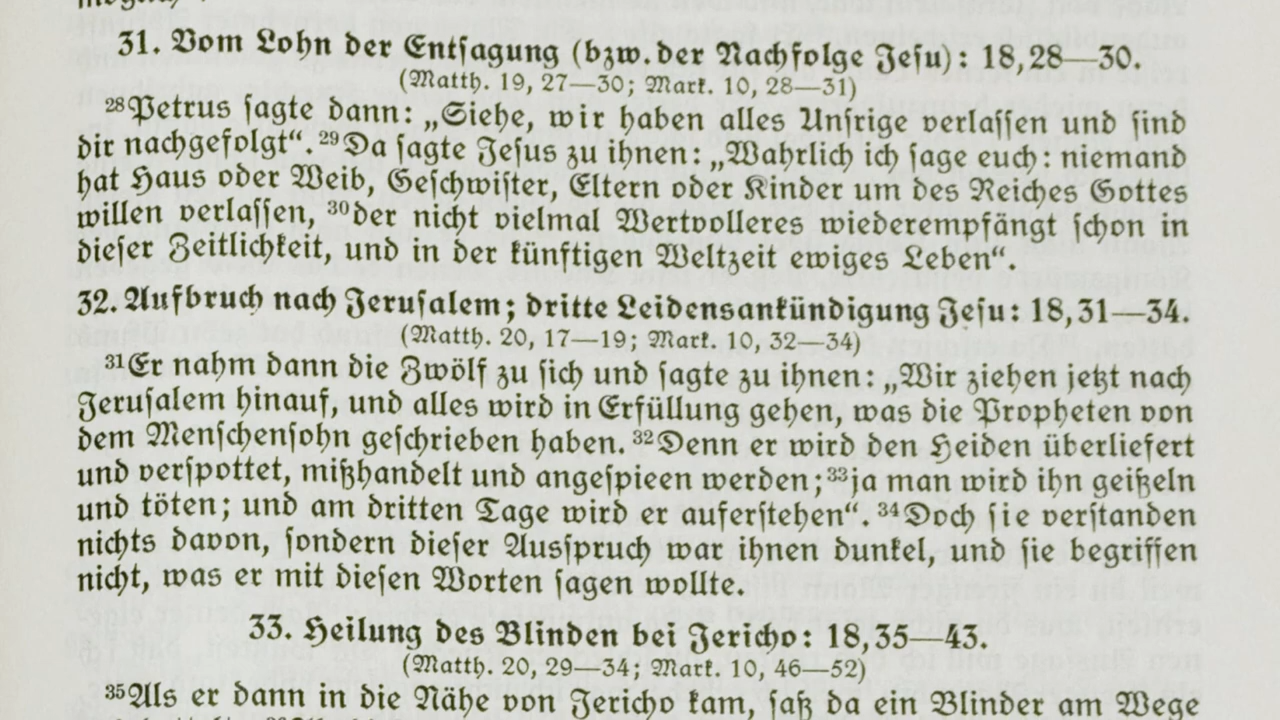 31. Vom Lohn der Entsagung (bzw. der Nachfolge Jesu): 18,28—30.
(Matth. 19, 27—30; Mark. 10, 28—31)
²⁸Petrus sagte dann: „Siehe, wir haben alles Unsrige verlassen und sind
dir nachgefolgt“. ²⁹Da sagte Jesus zu ihnen: „Wahrlich ich sage euch: niemand
hat Haus oder Weib, Geschwister, Eltern oder Kinder um des Reiches Gottes
willen verlassen, ³⁰der nicht vielmal Wertvolleres wiederempfängt schon in
dieser Zeitlichkeit, und in der künftigen Weltzeit ewiges Leben“.
32. Aufbruch nach Jerusalem; dritte Leidensankündigung Jesu: 18,31—34.
(Matth. 20, 17—19; Mark. 10, 32—34)
³¹Er nahm dann die Zwölf zu sich und sagte zu ihnen: „Wir ziehen jetzt nach
Jerusalem hinauf, und alles wird in Erfüllung gehen, was die Propheten von
dem Menschensohn geschrieben haben. ³²Denn er wird den Heiden überliefert
und verspottet, mißhandelt und angespieen werden; ³³ja man wird ihn geißeln
und töten; und am dritten Tage wird er auferstehen“. ³⁴Doch sie verstanden
nichts davon, sondern dieser Ausspruch war ihnen dunkel, und sie begriffen
nicht, was er mit diesen Worten sagen wollte.
33. Heilung des Blinden bei Jericho: 18,35—43.
(Matth. 20, 29—34; Mark. 10, 46—52)
³⁵Als er dann in die Nähe von Jericho kam, saß da ein Blinder am Wege